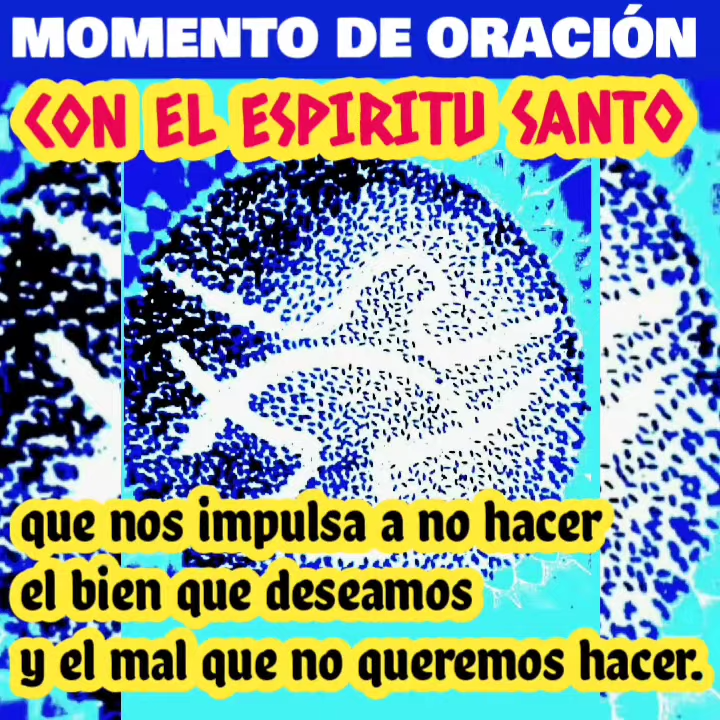 MOMENTO DE ORACIÓN
CON EL ESPIRITU SANTO
que nos impulsa a no hacer
el bien que deseamos
y el mal que no queremos hacer.